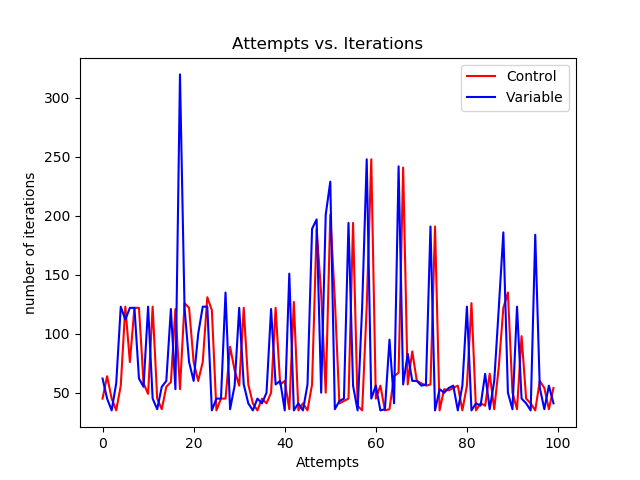 Attempts vs. Iterations
Control
Variable
300
250
200
150
100
50
number of iterations
0 20 40 60 80 100
Attempts